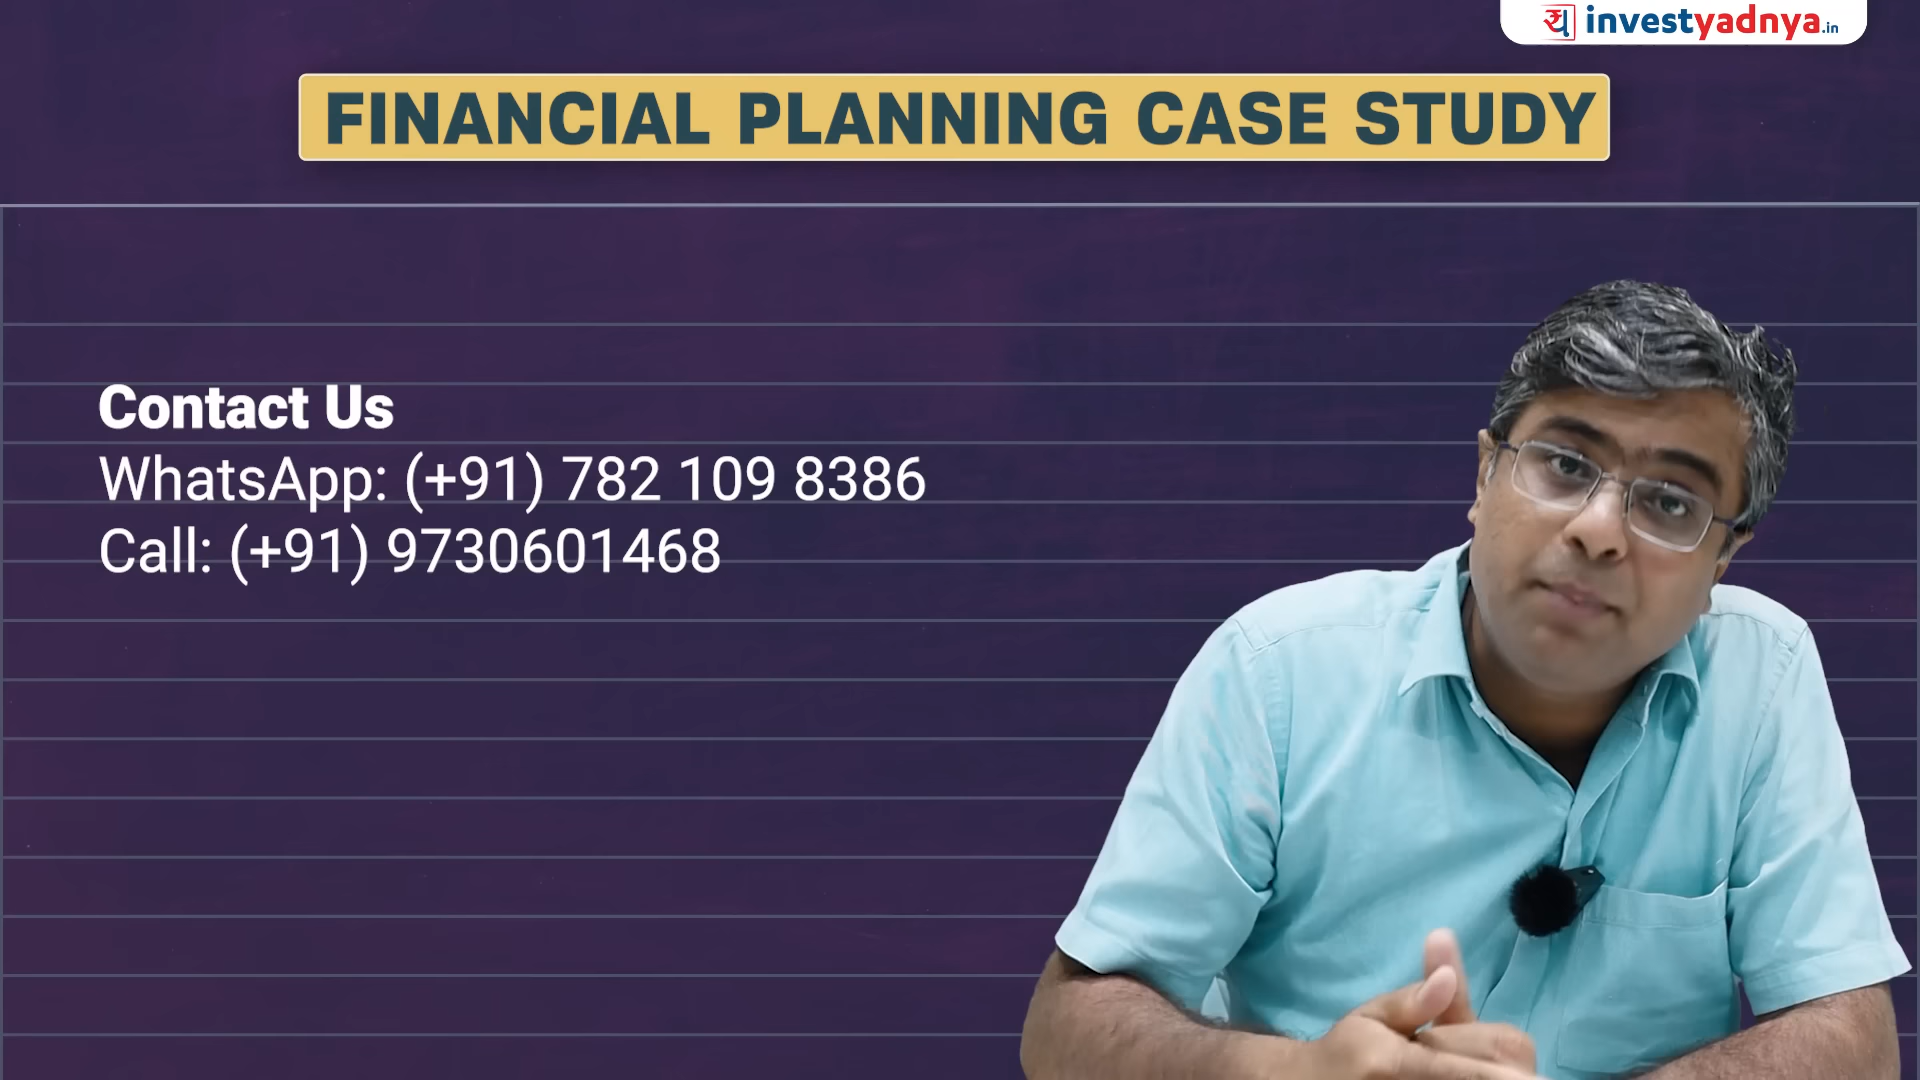 investyadnya.in
FINANCIAL PLANNING CASE STUDY
Contact Us
WhatsApp: (+91) 782 109 8386
Call: (+91) 9730601468